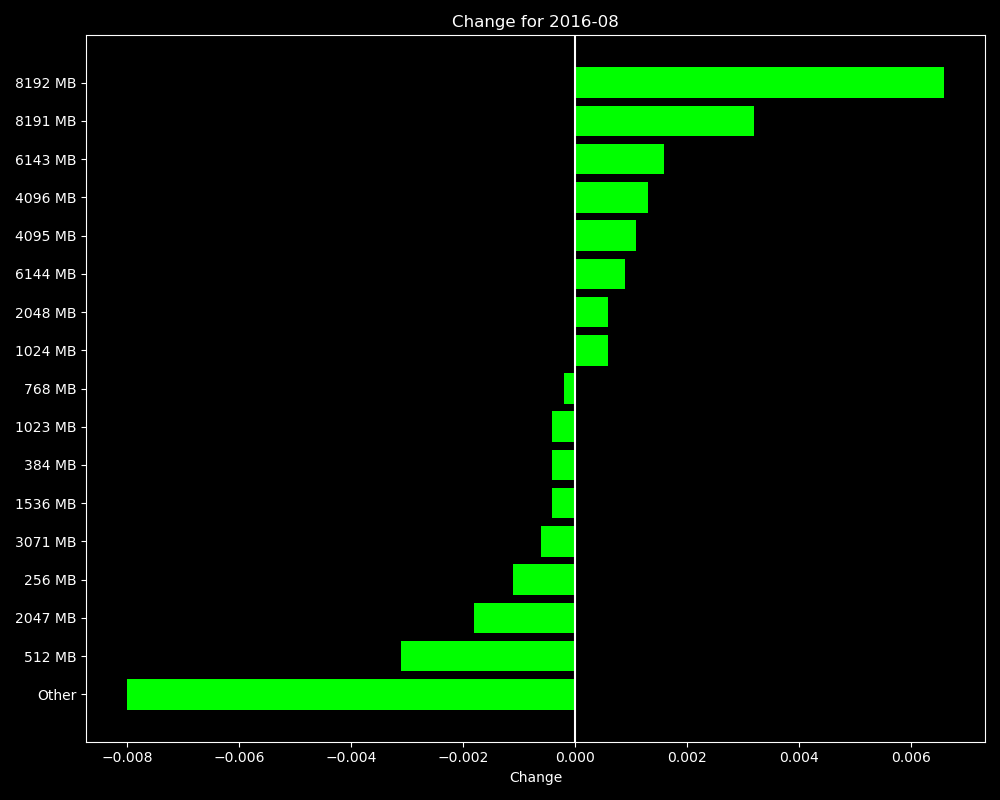 Change for 2016-08
8192 MB
8191 MB
6143 MB
4096 MB
4095 MB
6144 MB
2048 MB
1024 MB
768 MB
1023 MB
384 MB
1536 MB
3071 MB
256 MB
2047 MB
512 MB
Other
−0.008 −0.006 −0.004 −0.002 0.000 0.002 0.004 0.006
Change